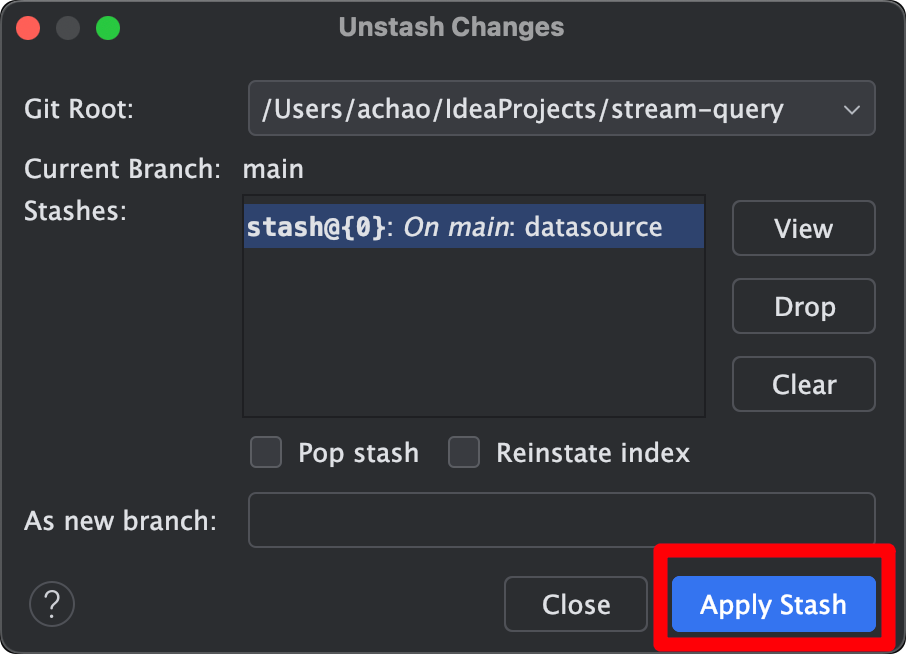 Unstash Changes
Git Root: /Users/achao/IdeaProjects/stream-query
Current Branch: main
Stashes:
stash@{0}: On main: datasource
View
Drop
Clear
Pop stash Reinstate index
As new branch:
? Close Apply Stash